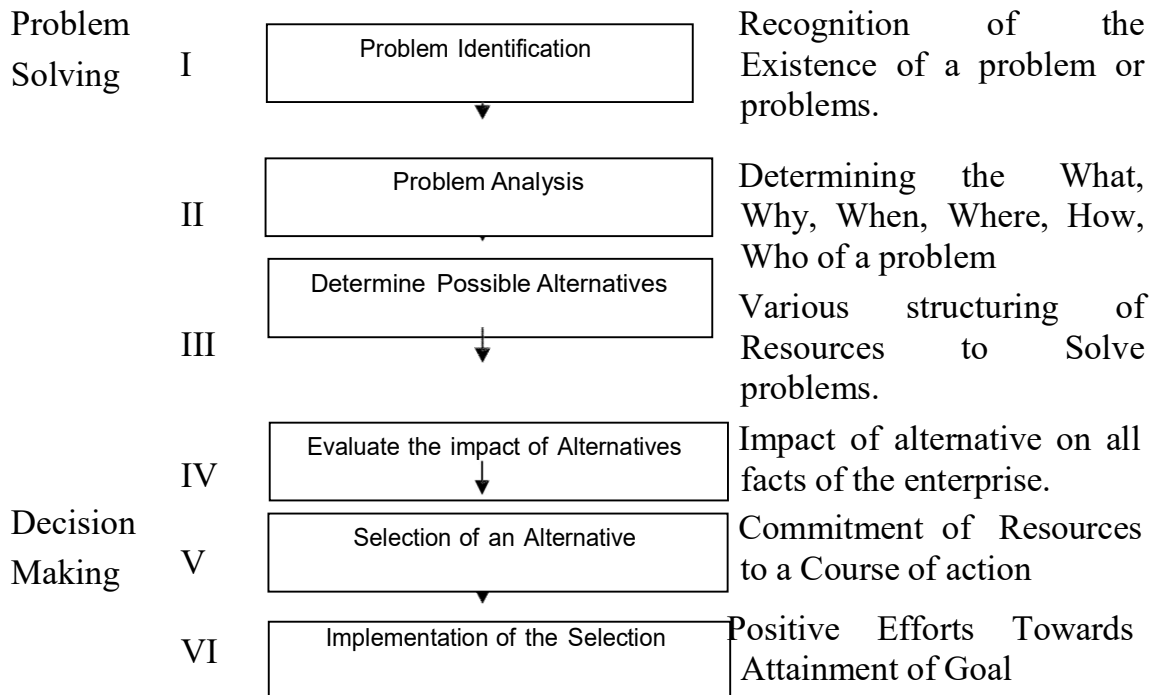 Problem
Solving
I
Problem Identification
Recognition of the
Existence of a problem or
problems.
II
Problem Analysis
Determining the What,
Why, When, Where, How,
Who of a problem
III
Determine Possible Alternatives
Various structuring of
Resources to Solve
problems.
IV
Evaluate the impact of Alternatives
Impact of alternative on all
facts of the enterprise.
Decision
Making
V
Selection of an Alternative
Commitment of Resources
to a Course of action
VI
Implementation of the Selection
Positive Efforts Towards
Attainment of Goal